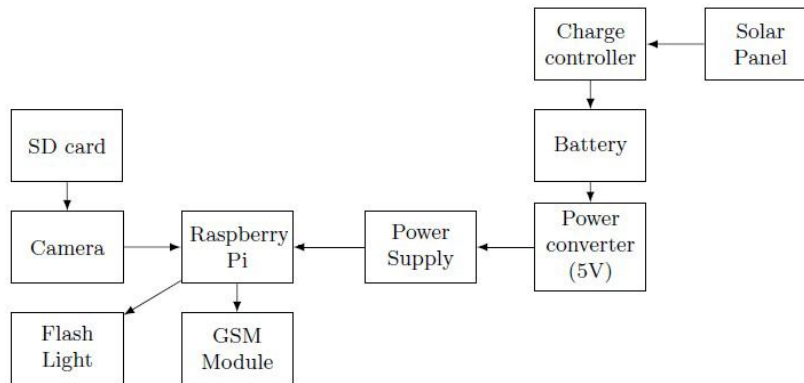 Charge
controller
Solar
Panel
SD card
Battery
Camera
Raspberry
Pi
Power
Supply
Power
converter
(5V)
Flash
Light
GSM
Module